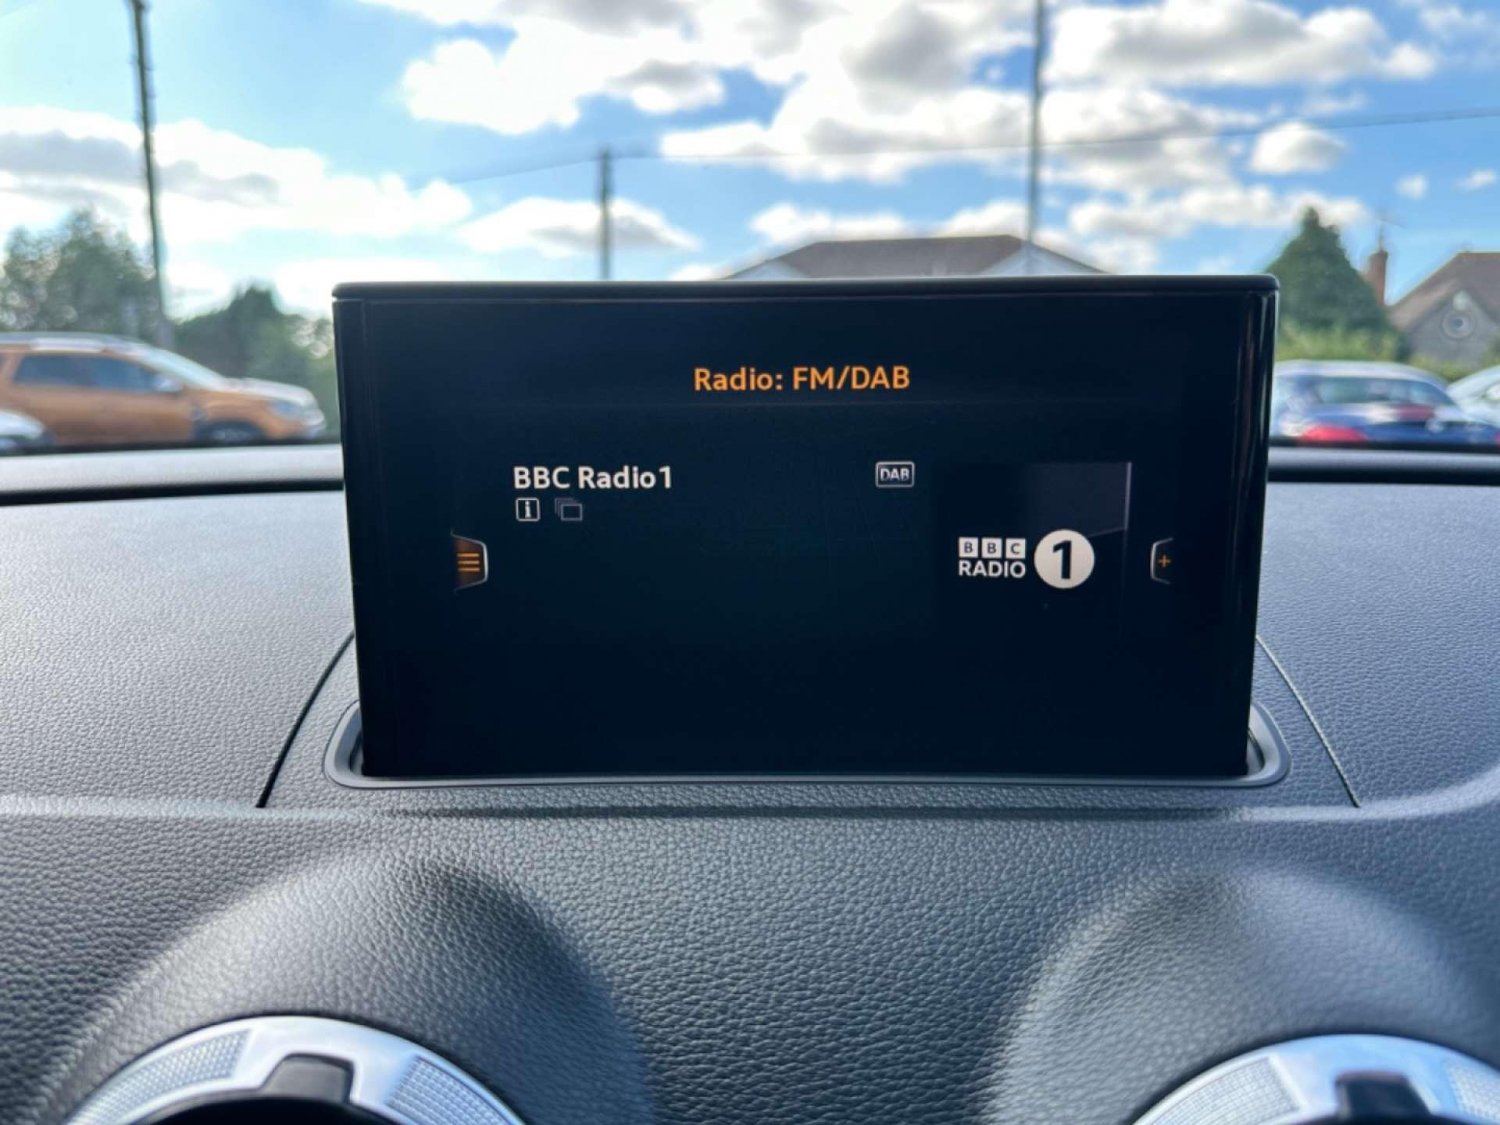 Radio: FM/DAB
BBC Radio1
DAB
BBC
RADIO 1